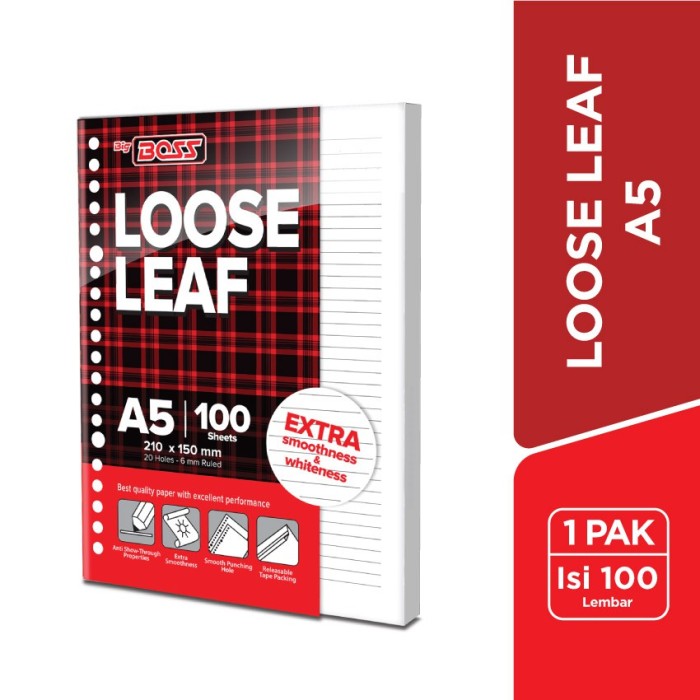 Big BOSS
LOOSE
LEAF
A5 | 100
Sheets
210 x 150 mm
20 Holes - 6 mm Ruled
EXTRA
smoothness
&
whiteness
Best quality paper with excellent performance
Anti Show-Through
Properties
Extra
Smoothness
Smooth Punching
Hole
Releasable
Tape Packing
LOOSE LEAF
A5
1 PAK
Isi 100
Lembar